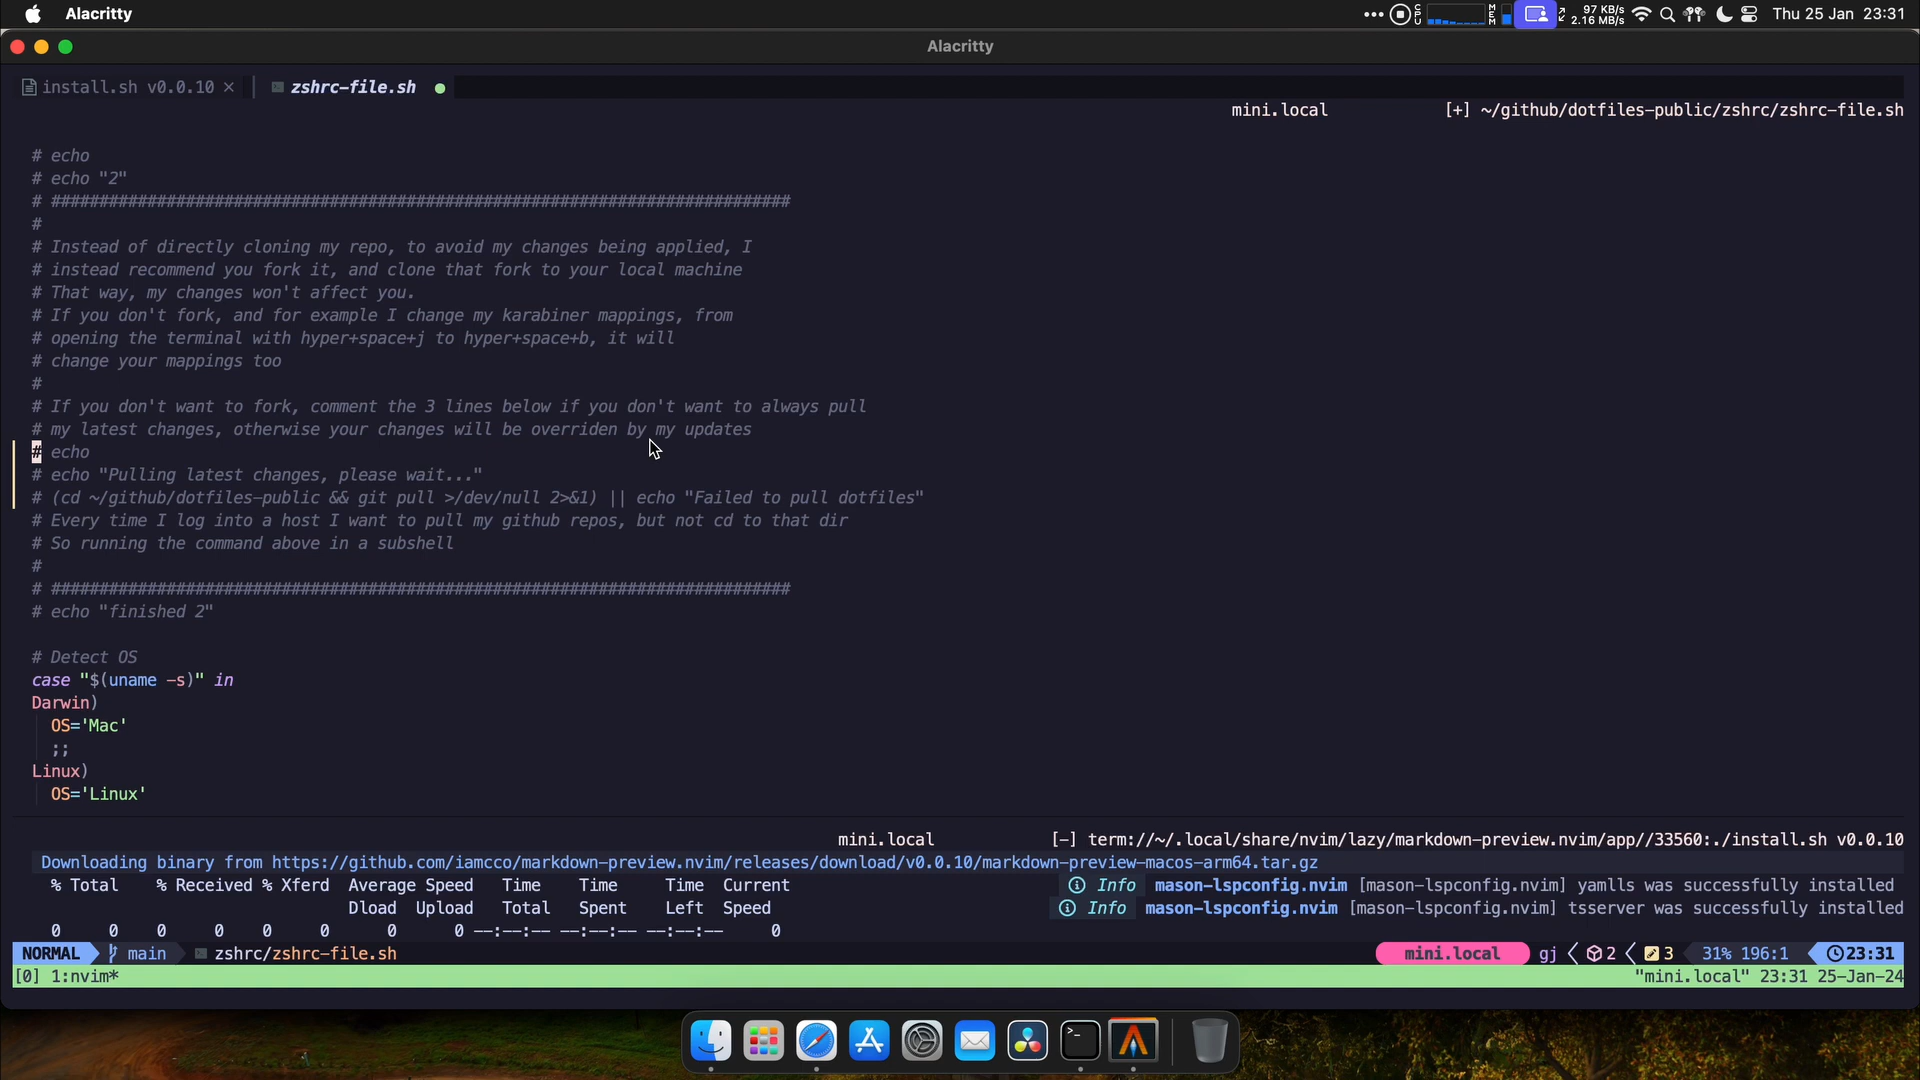 Alacritty
CPU MEM 97 KB/s
2.16 MB/s
Thu 25 Jan 23:31
Alacritty
install.sh v0.0.10 × zshrc-file.sh
mini.local [+] ~/github/dotfiles-public/zshrc/zshrc-file.sh
# echo
# echo "2"
# #############################################################################
#
# Instead of directly cloning my repo, to avoid my changes being applied, I
# instead recommend you fork it, and clone that fork to your local machine
# That way, my changes won't affect you.
# If you don't fork, and for example I change my karabiner mappings, from
# opening the terminal with hyper+space+j to hyper+space+b, it will
# change your mappings too
#
# If you don't want to fork, comment the 3 lines below if you don't want to always pull
# my latest changes, otherwise your changes will be overriden by my updates
# echo
# echo "Pulling latest changes, please wait..."
# (cd ~/github/dotfiles-public && git pull >/dev/null 2>&1) || echo "Failed to pull dotfiles"
# Every time I log into a host I want to pull my github repos, but not cd to that dir
# So running the command above in a subshell
#
# #############################################################################
# echo "finished 2"
# Detect OS
case "$(uname -s)" in
Darwin)
OS='Mac'
;;
Linux)
OS='Linux'
mini.local [-] term://~/.local/share/nvim/lazy/markdown-preview.nvim/app//33560:./install.sh v0.0.10
Downloading binary from https://github.com/iamcco/markdown-preview.nvim/releases/download/v0.0.10/markdown-preview-macos-arm64.tar.gz
% Total % Received % Xferd Average Speed Time Time Time Current
Info mason-lspconfig.nvim [mason-lspconfig.nvim] yamlls was successfully installed
Dload Upload Total Spent Left Speed
Info mason-lspconfig.nvim [mason-lspconfig.nvim] tsserver was successfully installed
0 0 0 0 0 0 0 0 --:--:-- --:--:-- --:--:-- 0
NORMAL main zshrc/zshrc-file.sh mini.local gj 2 3 31% 196:1 23:31
[0] 1:nvim* "mini.local" 23:31 25-Jan-24